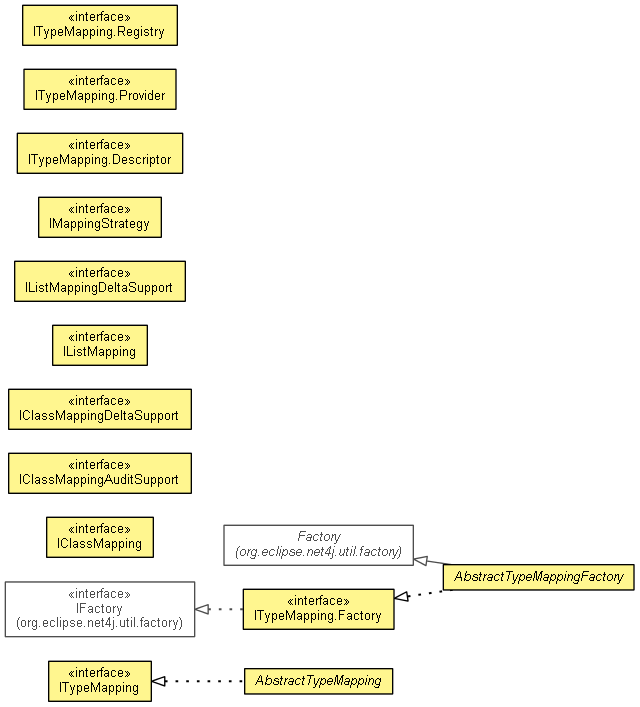 «interface»
ITypeMapping.Registry
«interface»
ITypeMapping.Provider
«interface»
ITypeMapping.Descriptor
«interface»
IMappingStrategy
«interface»
IListMappingDeltaSupport
«interface»
IListMapping
«interface»
IClassMappingDeltaSupport
«interface»
IClassMappingAuditSupport
«interface»
IClassMapping
Factory
(org.eclipse.net4j.util.factory)
AbstractTypeMappingFactory
«interface»
IFactory
(org.eclipse.net4j.util.factory)
«interface»
ITypeMapping.Factory
«interface»
ITypeMapping
AbstractTypeMapping